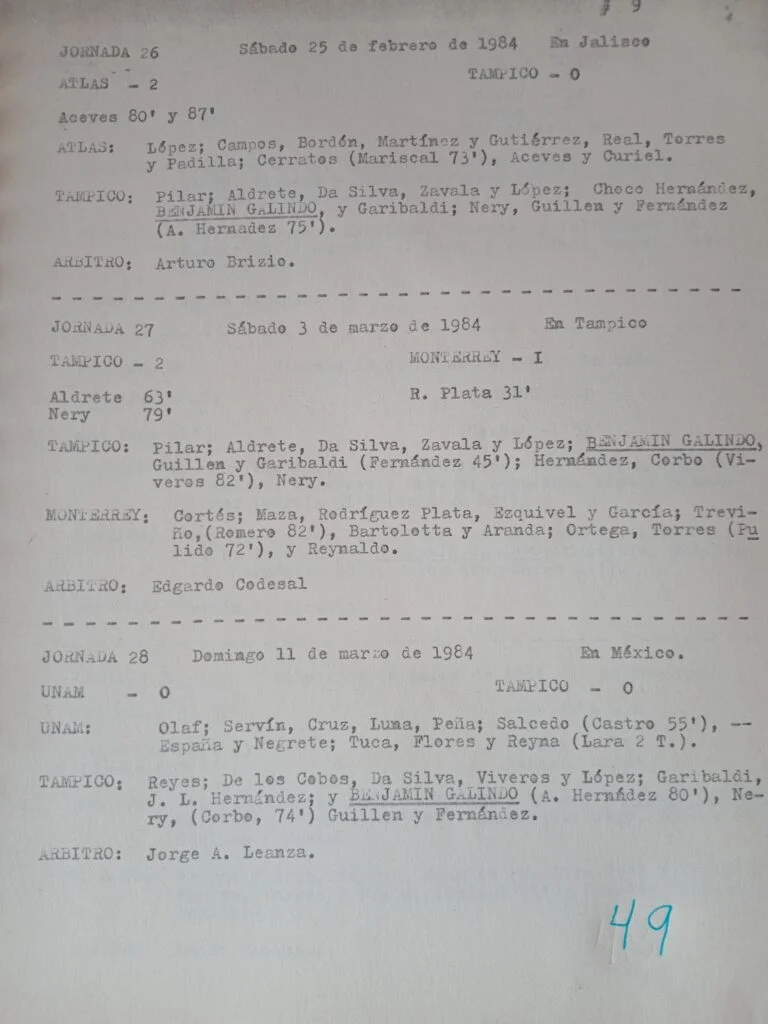 9
JORNADA 26 Sábado 25 de febrero de 1984 En Jalisco
ATLAS - 2 TAMPICO - 0
Aceves 80' y 87'
ATLAS: López; Campos, Bordón, Martínez y Gutiérrez, Real, Torres
y Padilla; Cerratos (Mariscal 73'), Aceves y Curiel.
TAMPICO: Pilar; Aldrete, Da Silva, Zavala y López; Choco Hernández,
BENJAMIN GALINDO, y Garibaldi; Nery, Guillen y Fernández
(A. Hernadez 75').
ARBITRO: Arturo Brizio.
JORNADA 27 Sábado 3 de marzo de 1984 En Tampico
TAMPICO - 2 MONTERREY - I
Aldrete 63' R. Plata 31'
Nery 79'
TAMPICO: Pilar; Aldrete, Da Silva, Zavala y López; BENJAMIN GALINDO,
Guillen y Garibaldi (Fernández 45'); Hernández, Corbo (Vi-
veros 82'), Nery.
MONTERREY: Cortés; Maza, Rodríguez Plata, Ezquivel y García; Trevi-
ño,(Romero 82'), Bartolotta y Aranda; Ortega, Torres (Pu
lido 72'), y Reynaldo.
ARBITRO: Edgardo Codesal
JORNADA 28 Domingo 11 de marzo de 1984 En México.
UNAM - 0 TAMPICO - 0
UNAM: Olaf; Servín, Cruz, Luna, Peña; Salcedo (Castro 55'), --
España y Negrete; Tuca, Flores y Reyna (Lara 2 T.).
TAMPICO: Reyes; De los Cobos, Da Silva, Viveros y López; Garibaldi,
J. L. Hernández; y BENJAMIN GALINDO (A. Hernádez 80'), Ne-
ry, (Corbo, 74') Guillen y Fernández.
ARBITRO: Jorge A. Leanza.
49